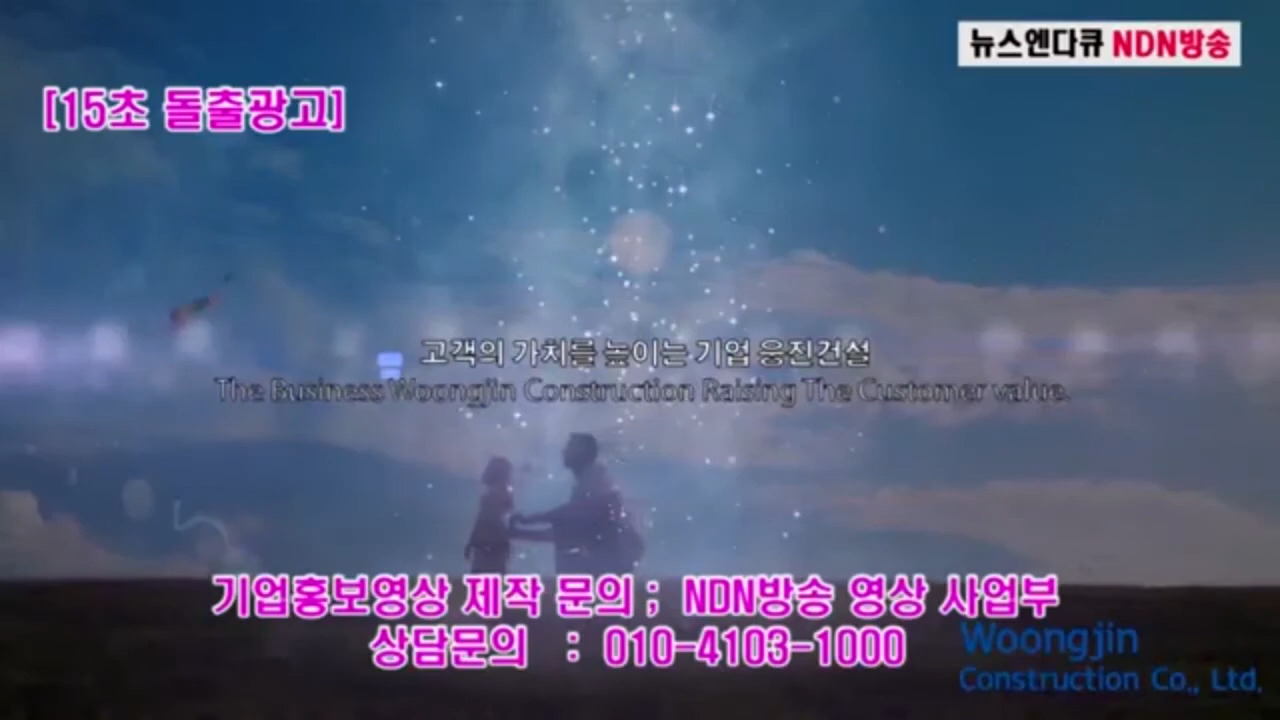 뉴스엔다큐 NDN방송
[15초 돌출광고]
고객의 가치를 높이는 기업 웅진건설
The Business Woongjin Construction Raising The Customer value.
기업홍보영상 제작 문의 ; NDN방송 영상 사업부
상담문의 : 010-4103-1000
Woongjin
Construction Co., Ltd.